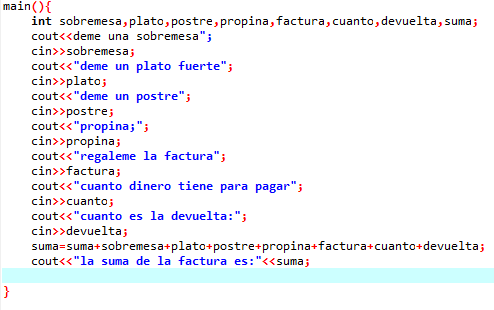 main(){
int sobremesa,plato,postre,propina,factura,cuanto,devuelta,suma;
cout<<deme una sobremesa";
cin>>sobremesa;
cout<<"deme un plato fuerte";
cin>>plato;
cout<<"deme un postre";
cin>>postre;
cout<<"propina;";
cin>>propina;
cout<<"regaleme la factura";
cin>>factura;
cout<<"cuanto dinero tiene para pagar";
cin>>cuanto;
cout<<"cuanto es la devuelta:";
cin>>devuelta;
suma=suma+sobremesa+plato+postre+propina+factura+cuanto+devuelta;
cout<<"la suma de la factura es:"<<suma;
}